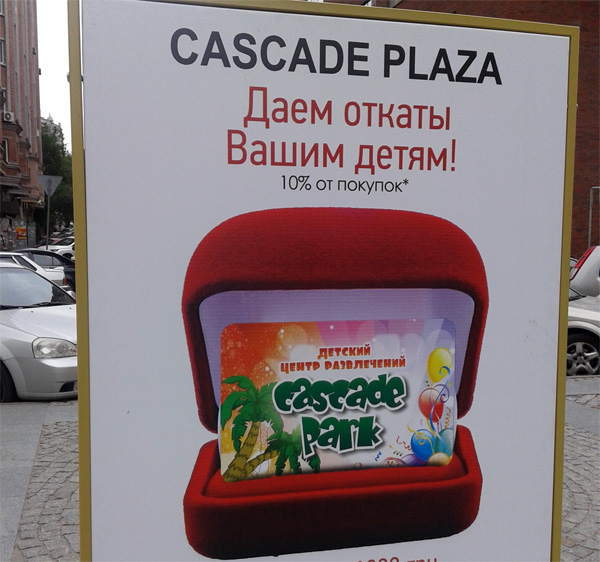 CASCADE PLAZA
Даем откаты
Вашим детям!
10% от покупок*
ДЕТСКИЙ
ЦЕНТР РАЗВЛЕЧЕНИЙ
cascade
park